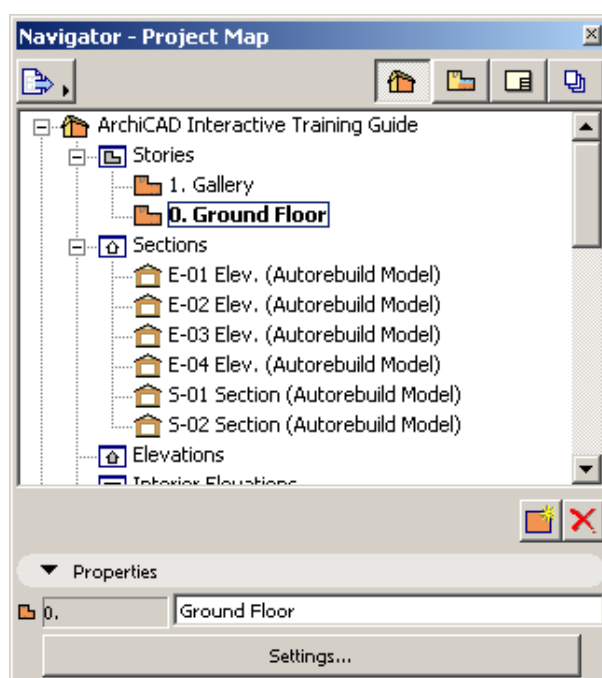 Navigator - Project Map
ArchiCAD Interactive Training Guide
Stories
1. Gallery
0. Ground Floor
Sections
E-01 Elev. (Autorebuild Model)
E-02 Elev. (Autorebuild Model)
E-03 Elev. (Autorebuild Model)
E-04 Elev. (Autorebuild Model)
S-01 Section (Autorebuild Model)
S-02 Section (Autorebuild Model)
Elevations
Interior Elevations
Properties
0. Ground Floor
Settings...